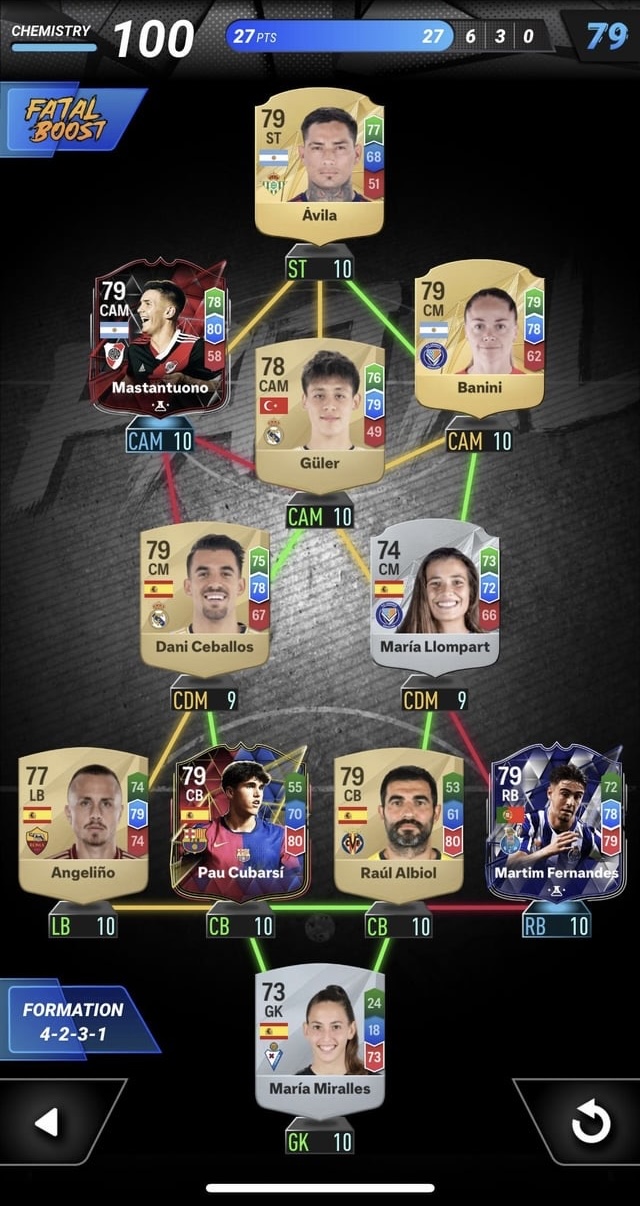 CHEMISTRY 100 27 PTS 27 6 3 0 79
FATAL
BOOST
79
ST
77
68
51
Ávila
ST 10
79
CAM
78
80
58
Mastantuono
CAM 10
79
CM
79
78
62
Banini
CAM 10
78
CAM
76
79
49
Güler
CAM 10
79
CM
75
78
67
Dani Ceballos
CDM 9
74
CM
73
72
66
María Llompart
CDM 9
77
LB
74
79
74
Angeliño
LB 10
79
CB
55
70
80
Pau Cubarsí
CB 10
79
CB
53
61
80
Raúl Albiol
CB 10
79
RB
72
78
79
Martim Fernandes
RB 10
73
GK
24
18
73
María Miralles
GK 10
FORMATION
4-2-3-1